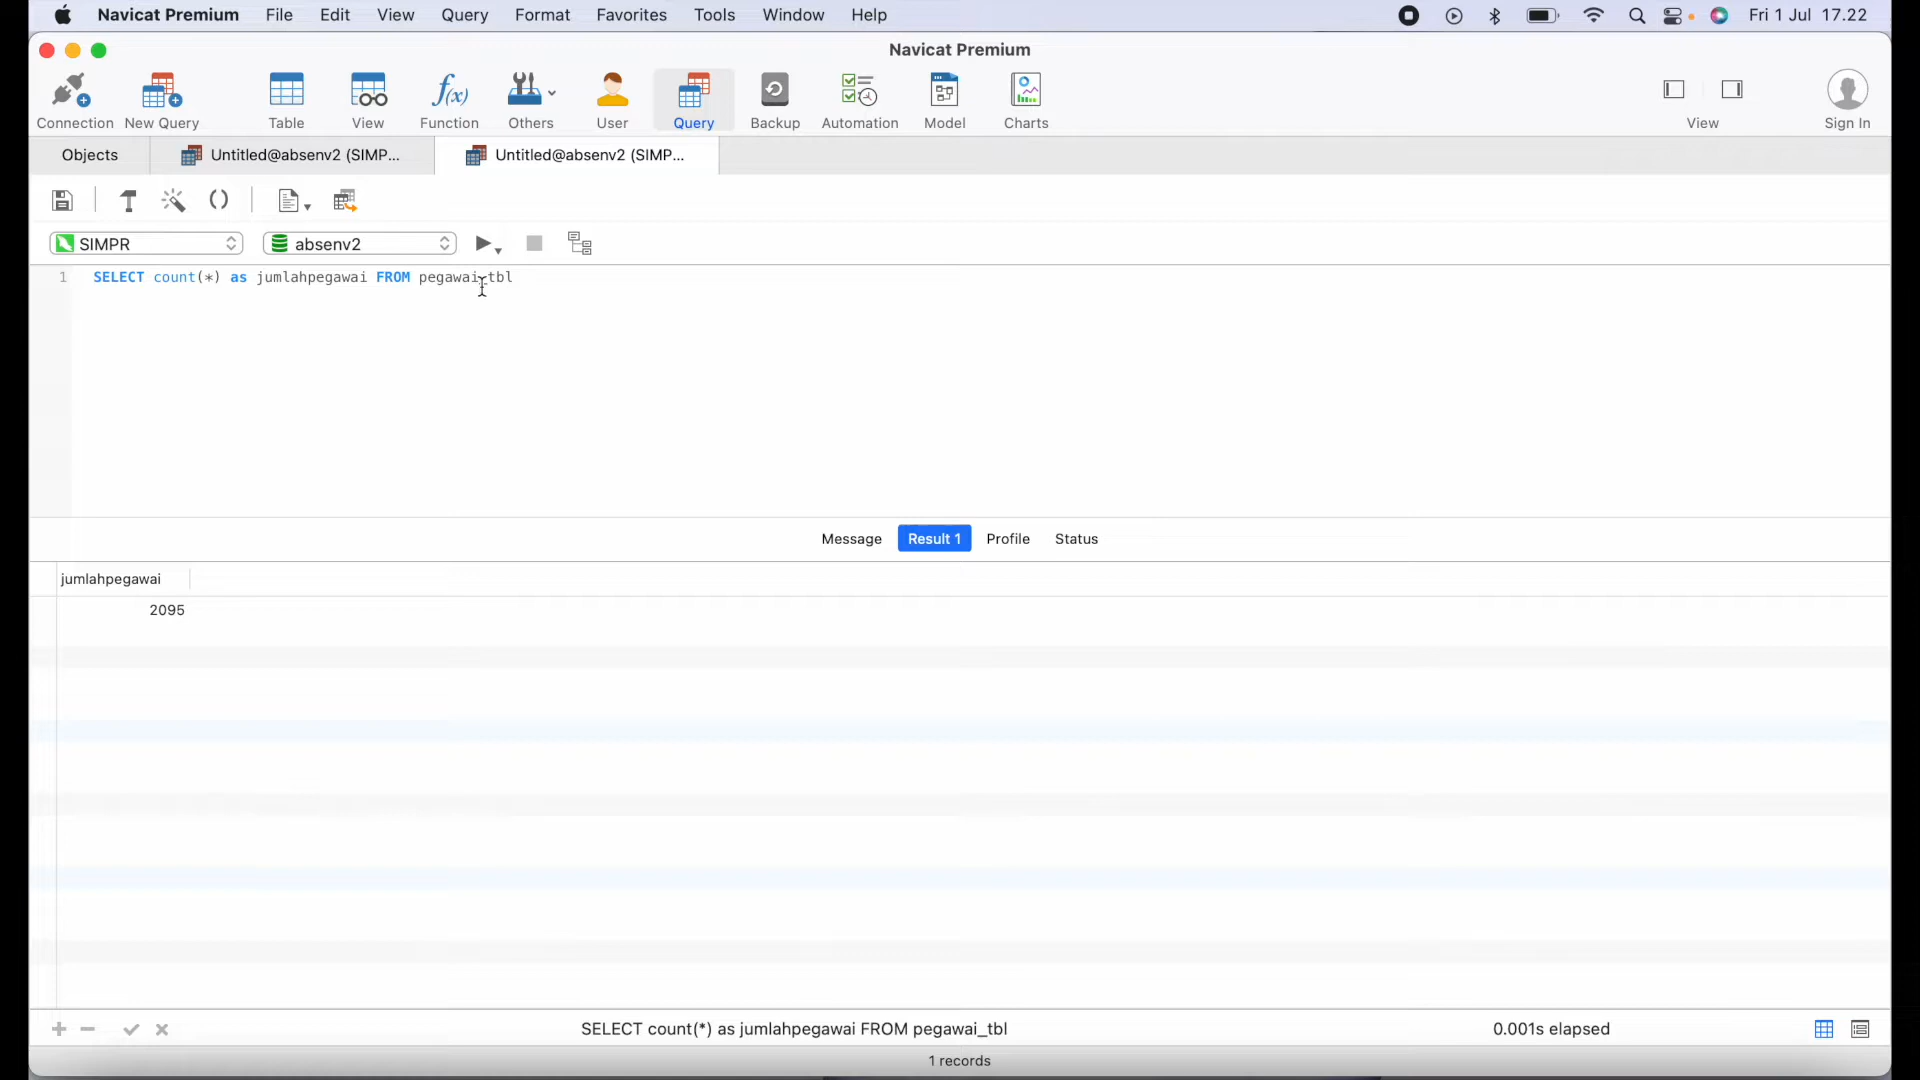 Navicat Premium File Edit View Query Format Favorites Tools Window Help Fri 1 Jul 17.22
Navicat Premium
Connection New Query Table View Function Others User Query Backup Automation Model Charts View Sign In
Objects Untitled@absenv2 (SIMP... Untitled@absenv2 (SIMP...
SIMPR absenv2
1 SELECT count(*) as jumlahpegawai FROM pegawai_tbl
Message Result 1 Profile Status
jumlahpegawai
2095
SELECT count(*) as jumlahpegawai FROM pegawai_tbl 0.001s elapsed
1 records